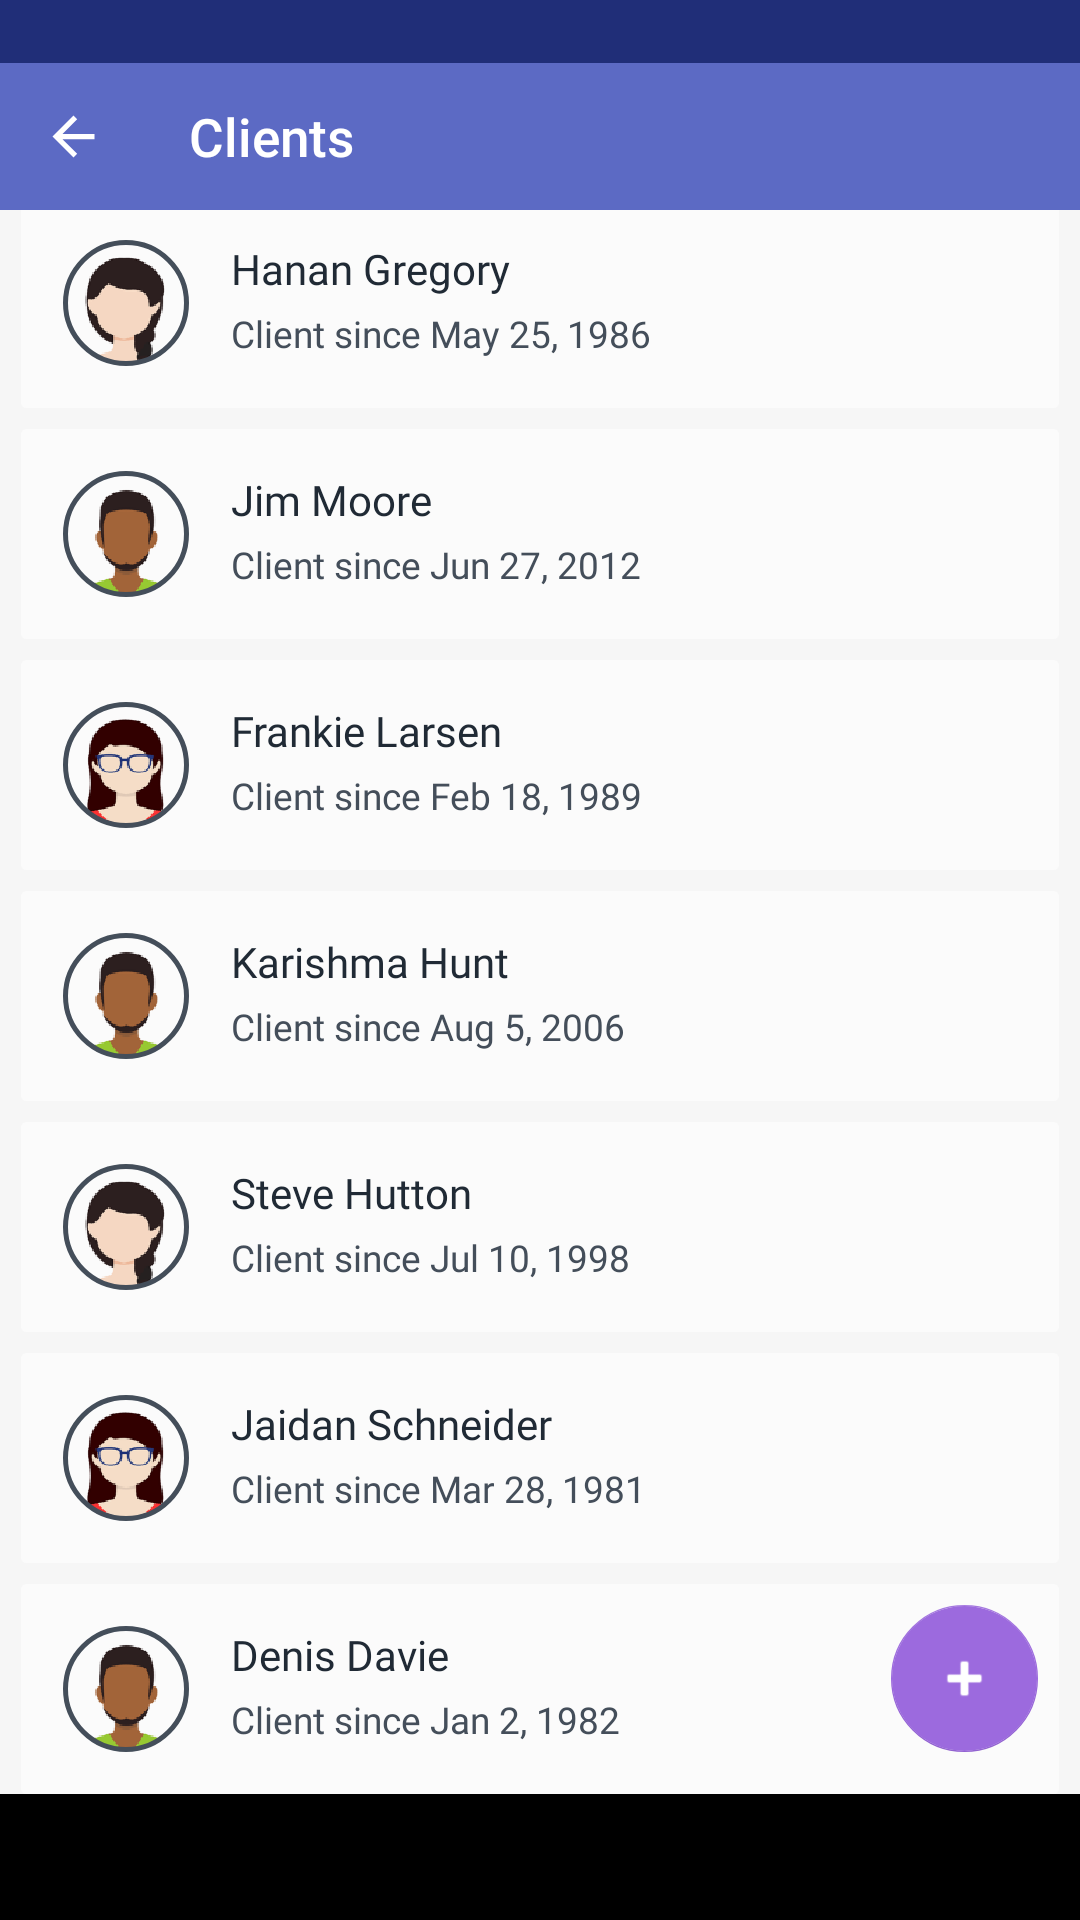 Clients
Hanan Gregory
Client since May 25, 1986
Jim Moore
Client since Jun 27, 2012
Frankie Larsen
Client since Feb 18, 1989
Karishma Hunt
Client since Aug 5, 2006
Steve Hutton
Client since Jul 10, 1998
Jaidan Schneider
Client since Mar 28, 1981
Denis Davie
Client since Jan 2, 1982